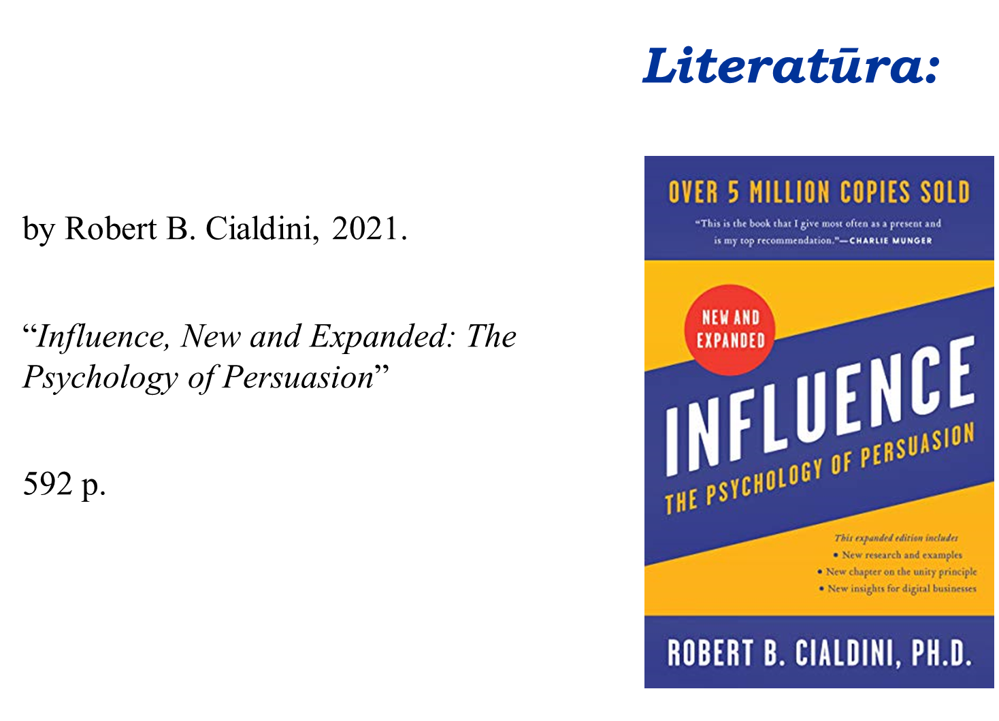 Literatūra:
by Robert B. Cialdini, 2021.
“Influence, New and Expanded: The
Psychology of Persuasion”
592 p.
OVER 5 MILLION COPIES SOLD
“This is the book that I give most often as a present and
is my top recommendation.”—CHARLIE MUNGER
NEW AND
EXPANDED
INFLUENCE
THE PSYCHOLOGY OF PERSUASION
This expanded edition includes
• New research and examples
• New chapter on the unity principle
• New insights for digital businesses
ROBERT B. CIALDINI, PH.D.